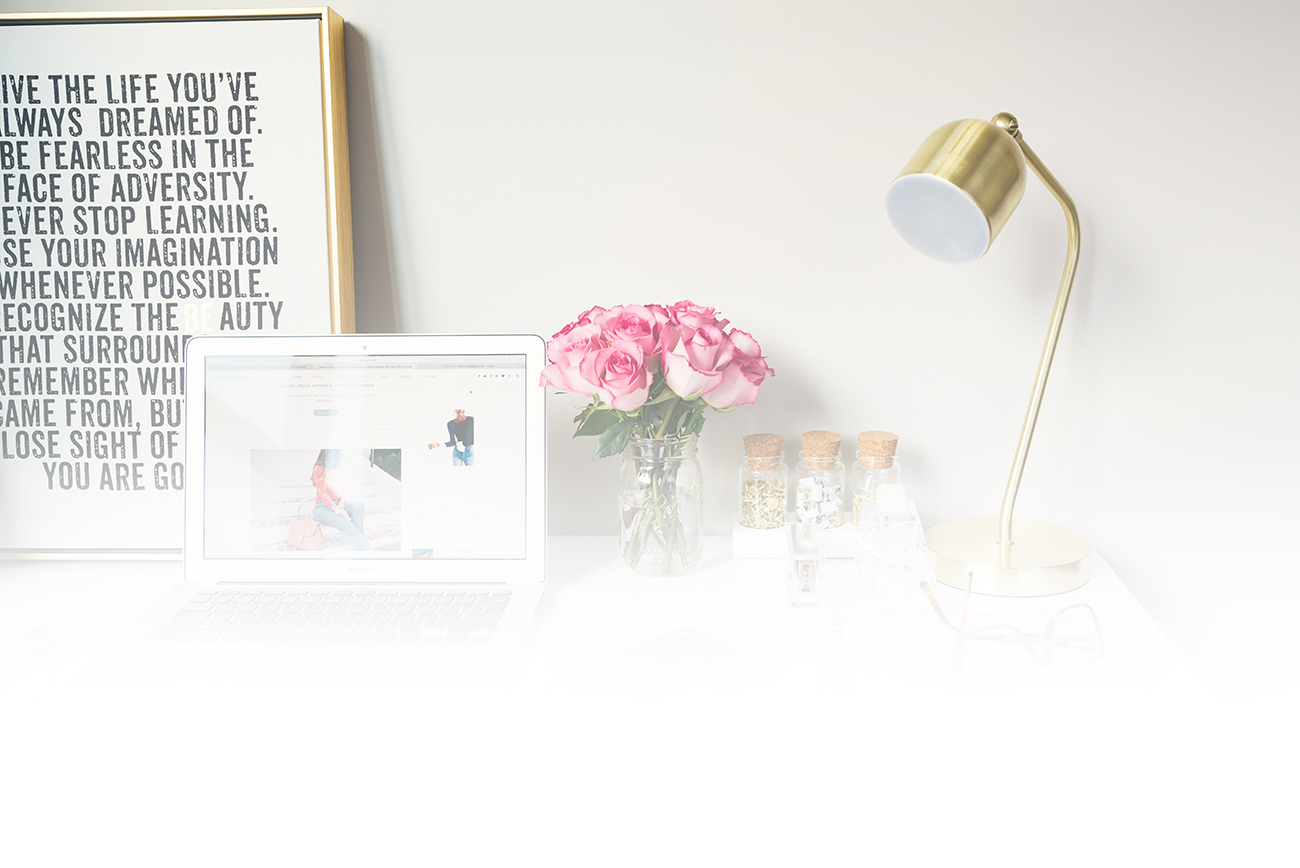 IVE THE LIFE YOU'VE
LWAYS DREAMED OF.
BE FEARLESS IN THE
FACE OF ADVERSITY.
EVER STOP LEARNING.
SE YOUR IMAGINATION
WHENEVER POSSIBLE.
RECOGNIZE THE BEAUTY
THAT SURROUN
REMEMBER WH
CAME FROM, BU
LOSE SIGHT OF
YOU ARE GO